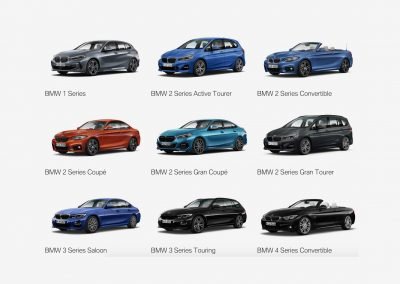 BMW 1 Series
BMW 2 Series Active Tourer
BMW 2 Series Convertible
BMW 2 Series Coupé
BMW 2 Series Gran Coupé
BMW 2 Series Gran Tourer
BMW 3 Series Saloon
BMW 3 Series Touring
BMW 4 Series Convertible